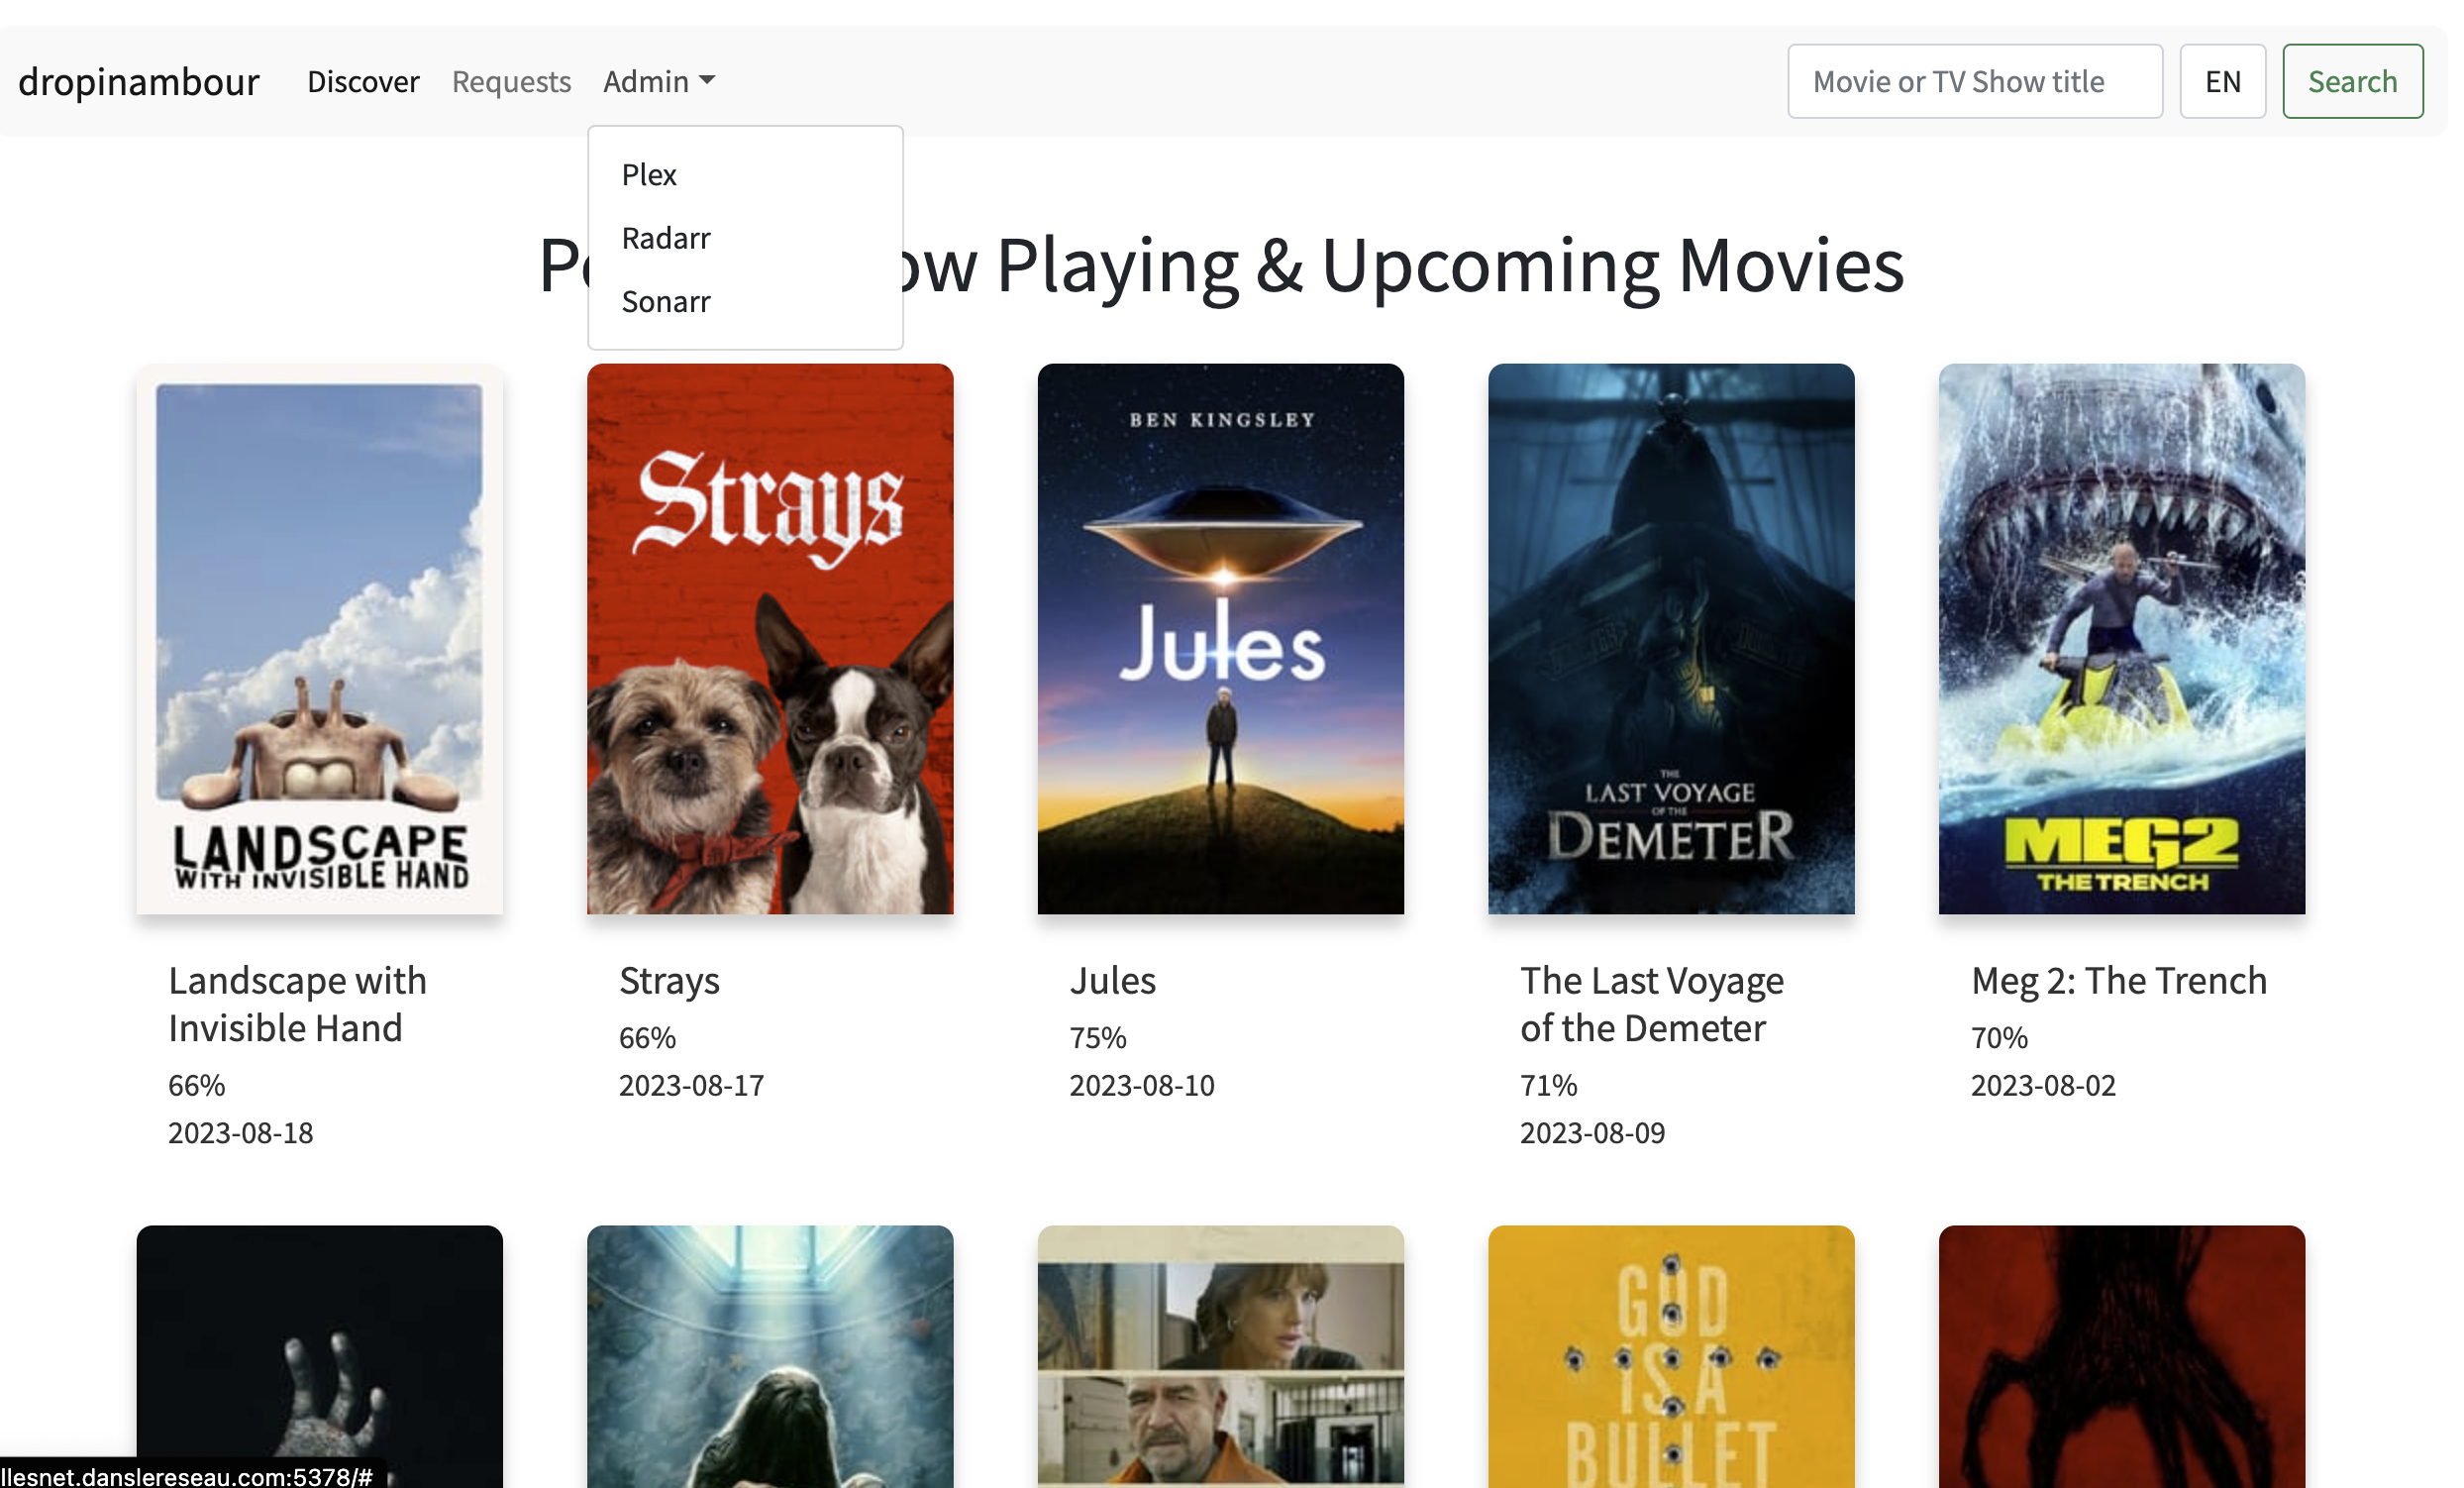 dropinambour Discover Requests Admin Movie or TV Show title EN Search
Plex
Radarr
Sonarr
ow Playing & Upcoming Movies
LANDSCAPE
WITH INVISIBLE HAND
Strays
BEN KINGSLEY
Jules
THE
LAST VOYAGE
OF THE
DEMETER
MEG2
THE TRENCH
Landscape with
Invisible Hand
66%
2023-08-18
Strays
66%
2023-08-17
Jules
75%
2023-08-10
The Last Voyage
of the Demeter
71%
2023-08-09
Meg 2: The Trench
70%
2023-08-02
GOD
IS A
BULLET
llesnet.danslereseau.com:5378/#